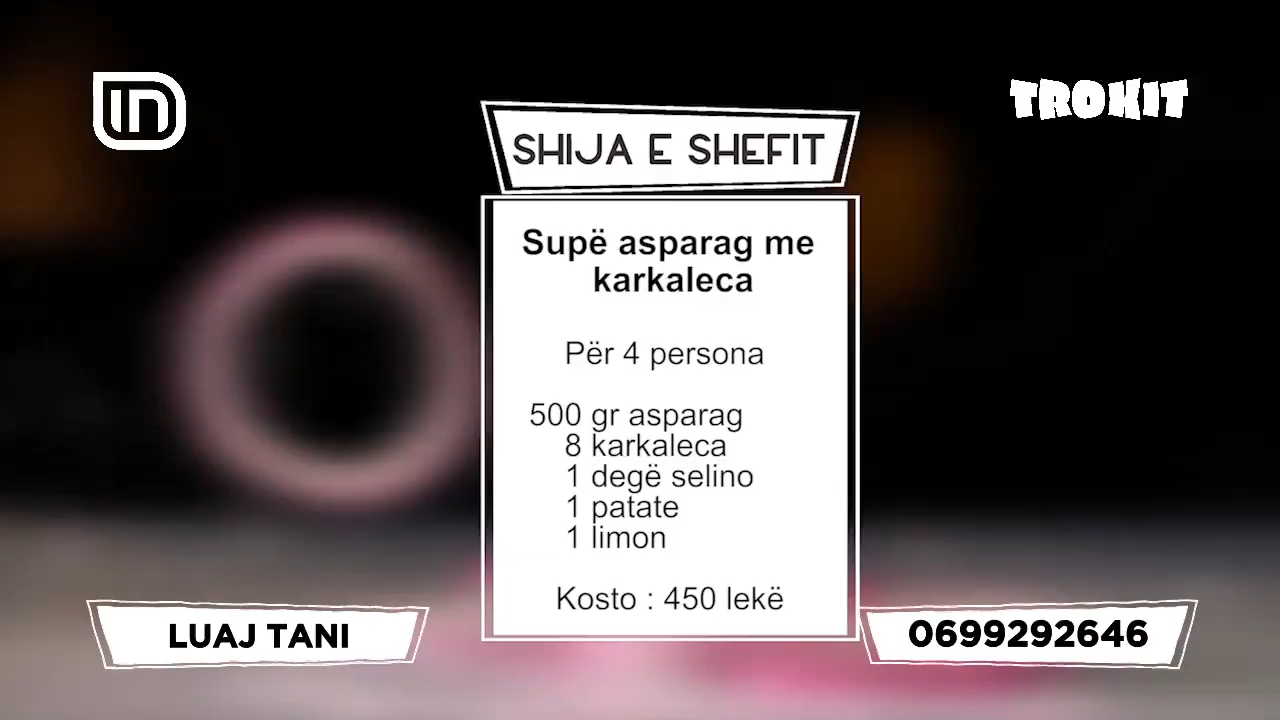 IN
TROKIT
SHIJA E SHEFIT
Supë asparag me
karkaleca
Për 4 persona
500 gr asparag
8 karkaleca
1 degë selino
1 patate
1 limon
Kosto : 450 lekë
LUAJ TANI
0699292646